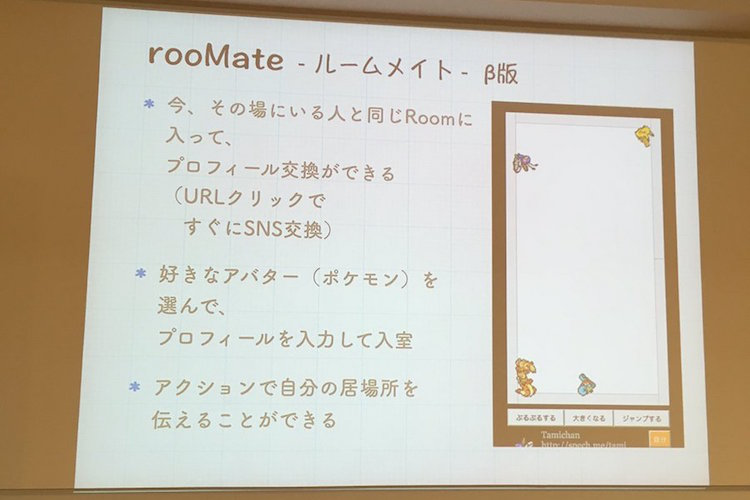 rooMate - ルームメイト - β版
* 今、その場にいる人と同じRoomに
入って、
プロフィール交換ができる
（URLクリックで
すぐにSNS交換）
* 好きなアバター（ポケモン）を
選んで、
プロフィールを入力して入室
* アクションで自分の居場所を
伝えることができる
ぷるぷるする 大きくなる ジャンプする
Tamichan